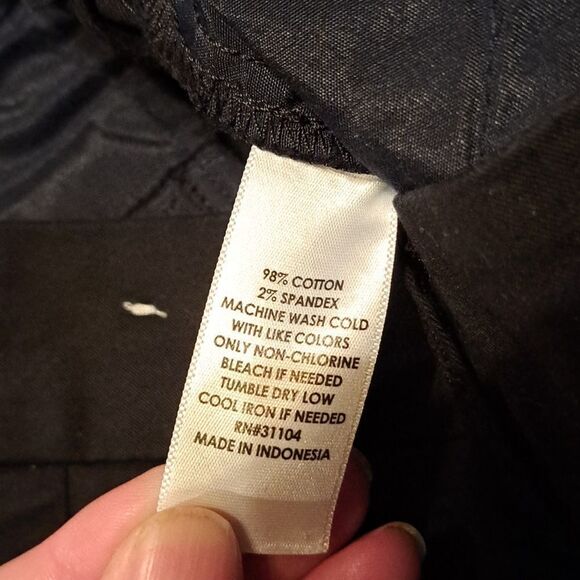 98% COTTON
2% SPANDEX
MACHINE WASH COLD
WITH LIKE COLORS
ONLY NON-CHLORINE
BLEACH IF NEEDED
TUMBLE DRY LOW
COOL IRON IF NEEDED
RN#31104
MADE IN INDONESIA